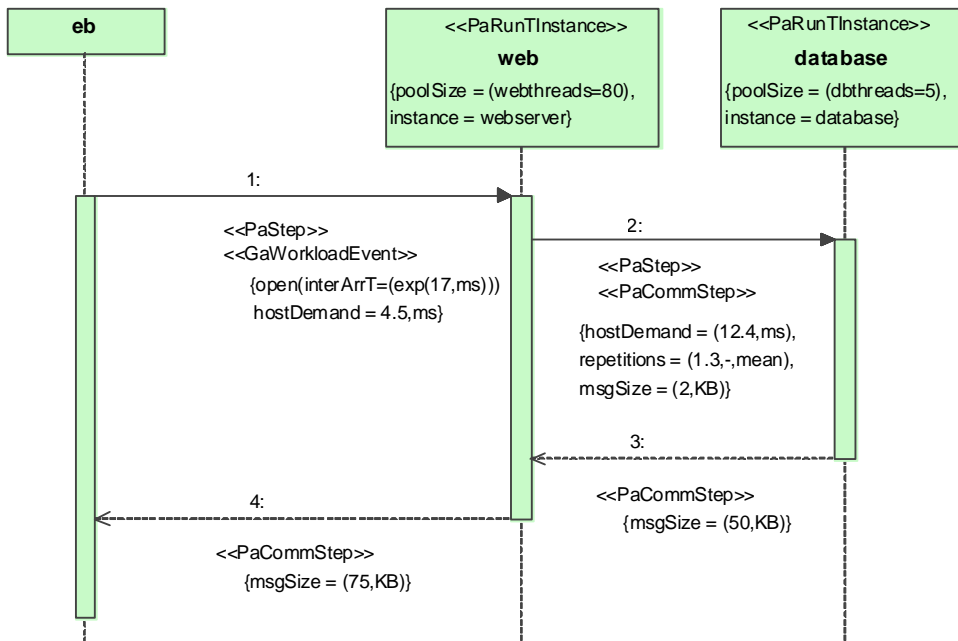 eb
<<PaRunTInstance>>
web
{poolSize = (webthreads=80),
instance = webserver}
<<PaRunTInstance>>
database
{poolSize = (dbthreads=5),
instance = database}
1:
<<PaStep>>
<<GaWorkloadEvent>>
{open(interArrT=(exp(17,ms)))
hostDemand = 4.5,ms}
2:
<<PaStep>>
<<PaCommStep>>
{hostDemand = (12.4,ms),
repetitions = (1.3,-,mean),
msgSize = (2,KB)}
3:
<<PaCommStep>>
{msgSize = (50,KB)}
4:
<<PaCommStep>>
{msgSize = (75,KB)}